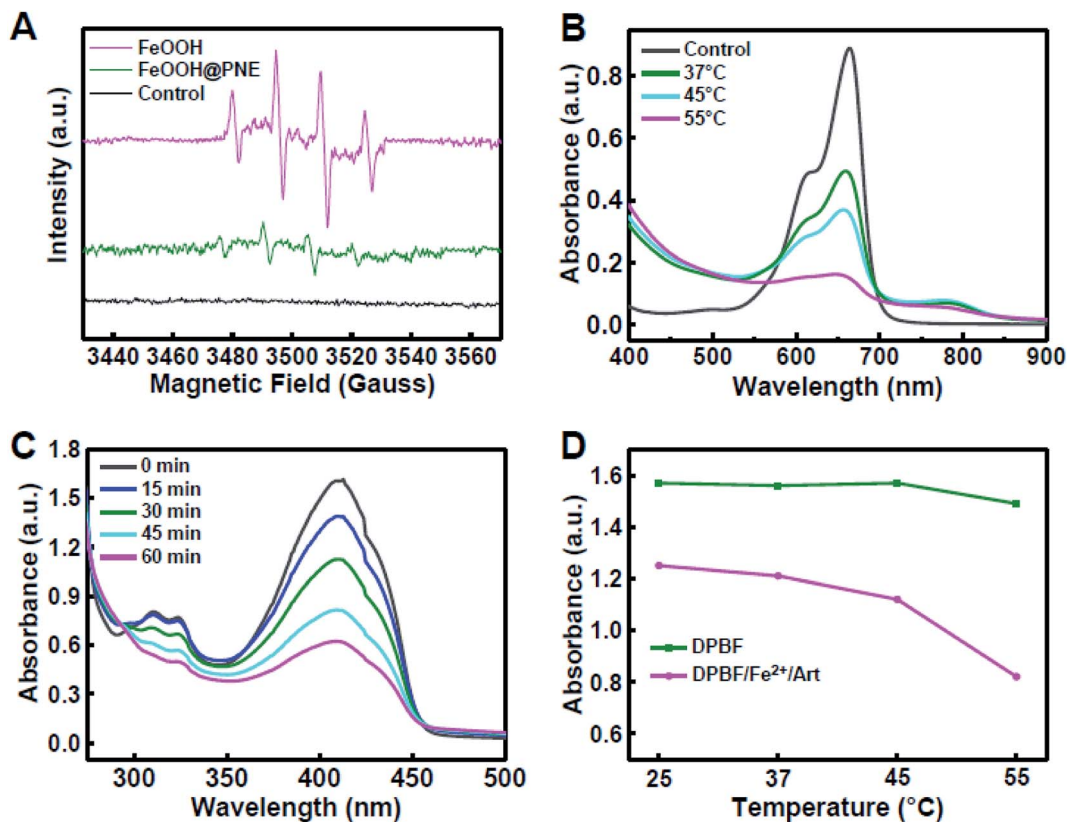 A
FeOOH
FeOOH@PNE
Control
Intensity (a.u.)
3440 3480 3520 3560
Magnetic Field (Gauss)
B
Control
37°C
45°C
55°C
Absorbance (a.u.)
0.8
0.6
0.4
0.2
0.0
400 500 600 700 800 900
Wavelength (nm)
C
0 min
15 min
30 min
45 min
60 min
Absorbance (a.u.)
1.8
1.5
1.2
0.9
0.6
0.3
0.0
300 350 400 450 500
Wavelength (nm)
D
Absorbance (a.u.)
1.6
1.4
1.2
1.0
0.8
0.6
DPBF
DPBF/Fe²⁺/Art
25 37 45 55
Temperature (°C)